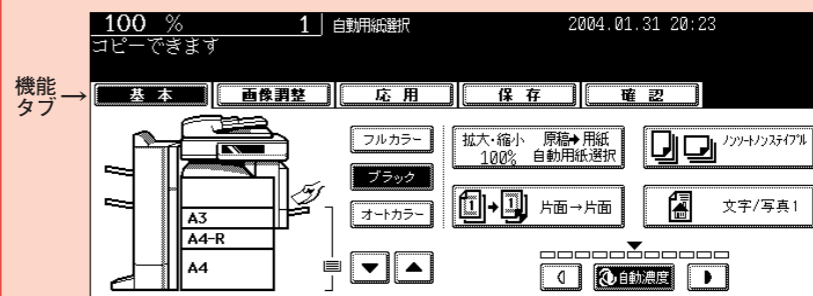 100 % 1 自動用紙選択 2004.01.31 20:23
コピーできます
機能
タブ→
基本 画像調整 応用 保存 確認
フルカラー
ブラック
オートカラー
拡大・縮小 原稿→用紙
100% 自動用紙選択
ノンソートノンステイプル
1→1 片面→片面
文字/写真1
A3
A4-R
A4
自動濃度